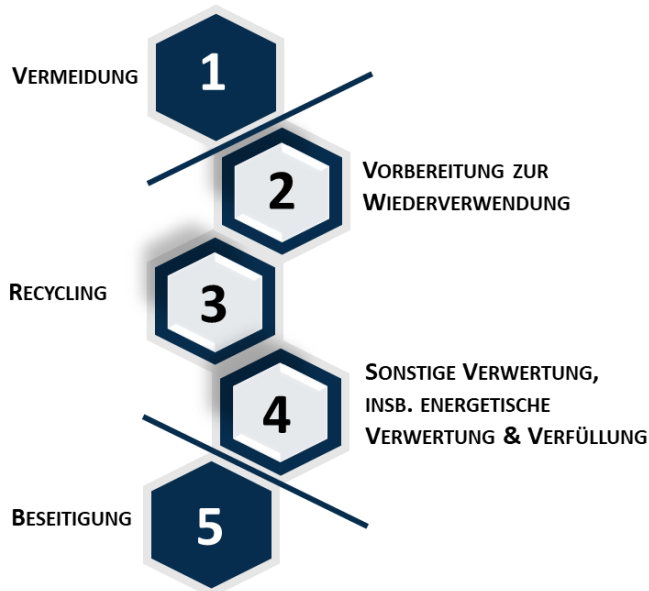 Vermeidung
1
2
Vorbereitung zur
Wiederverwendung
Recycling
3
4
Sonstige Verwertung,
insb. energetische
Verwertung & Verfüllung
Beseitigung
5